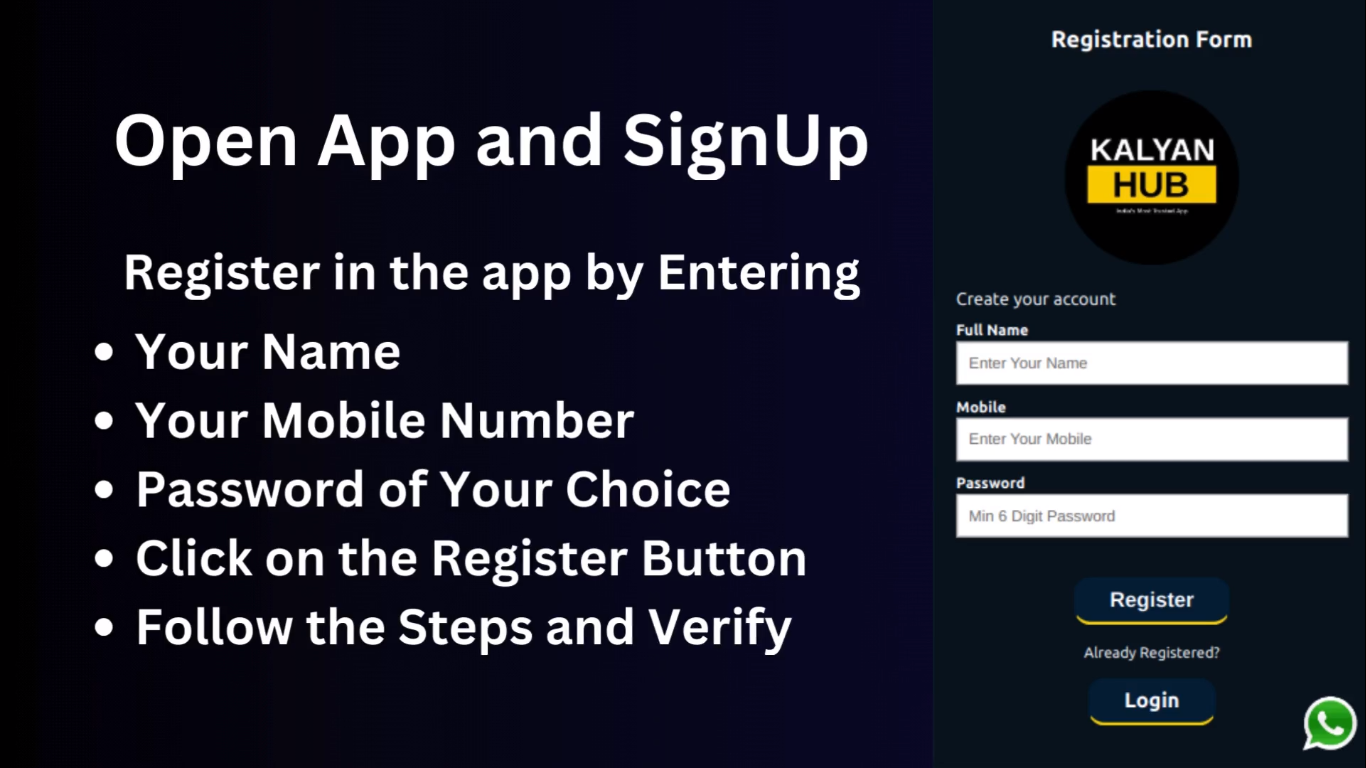 Open App and SignUp
Register in the app by Entering
• Your Name
• Your Mobile Number
• Password of Your Choice
• Click on the Register Button
• Follow the Steps and Verify
Registration Form
KALYAN
HUB
India's Most Trusted App
Create your account
Full Name
Enter Your Name
Mobile
Enter Your Mobile
Password
Min 6 Digit Password
Register
Already Registered?
Login